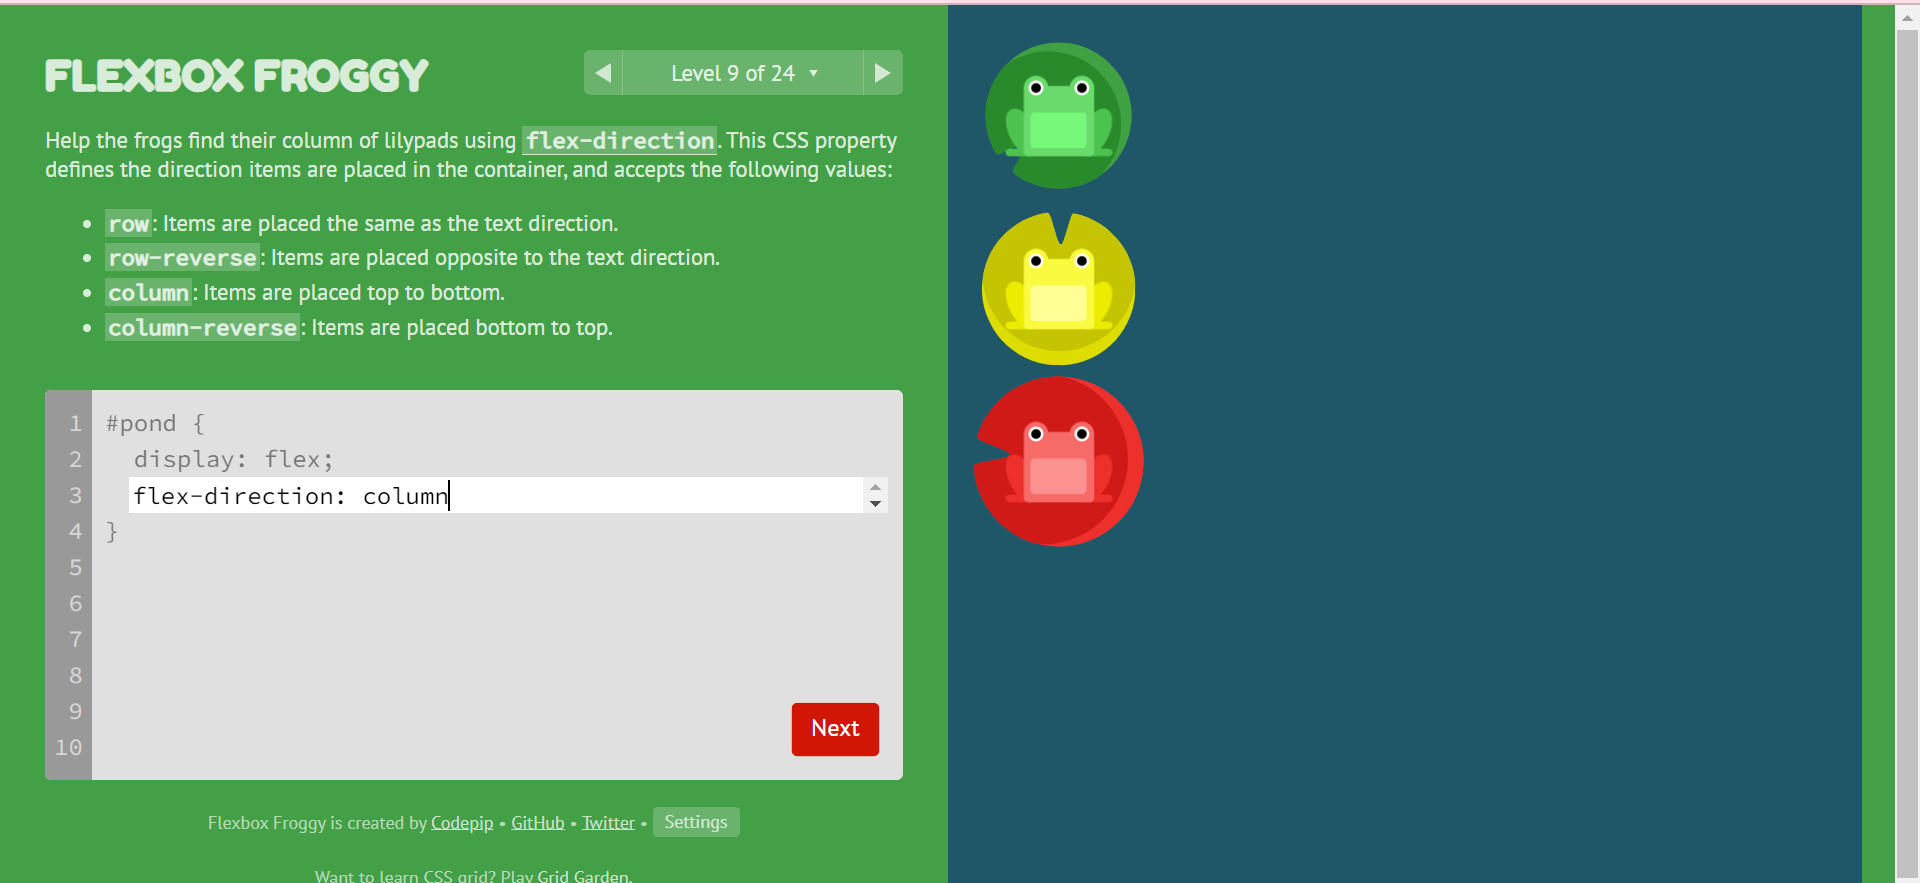 FLEXBOX FROGGY
Level 9 of 24
Help the frogs find their column of lilypads using flex-direction. This CSS property
defines the direction items are placed in the container, and accepts the following values:
row: Items are placed the same as the text direction.
row-reverse: Items are placed opposite to the text direction.
column: Items are placed top to bottom.
column-reverse: Items are placed bottom to top.
1 #pond {
2 display: flex;
3 flex-direction: column
4 }
5
6
7
8
9
10
Next
Flexbox Froggy is created by Codepip • GitHub • Twitter • Settings
Want to learn CSS grid? Play Grid Garden.